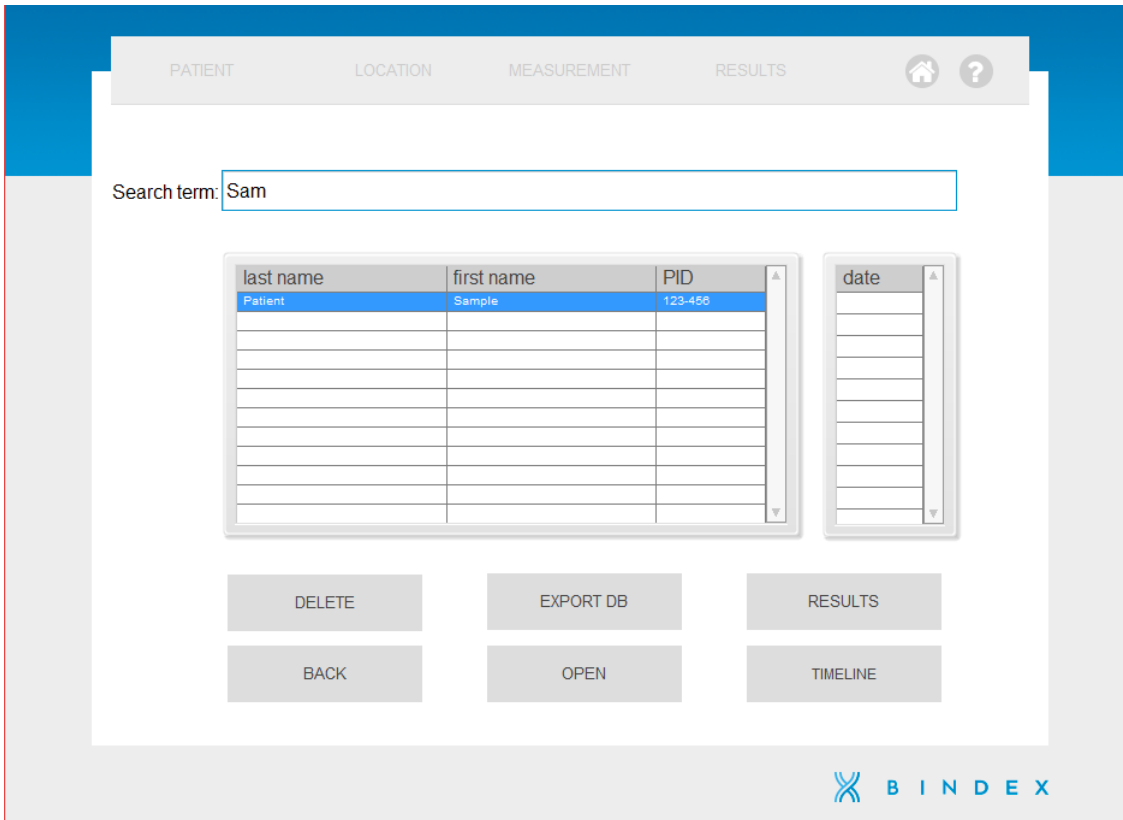 PATIENT LOCATION MEASUREMENT RESULTS ?
Search term: Sam
last name first name PID date
Patient Sample 123-456
DELETE EXPORT DB RESULTS
BACK OPEN TIMELINE
BINDEX